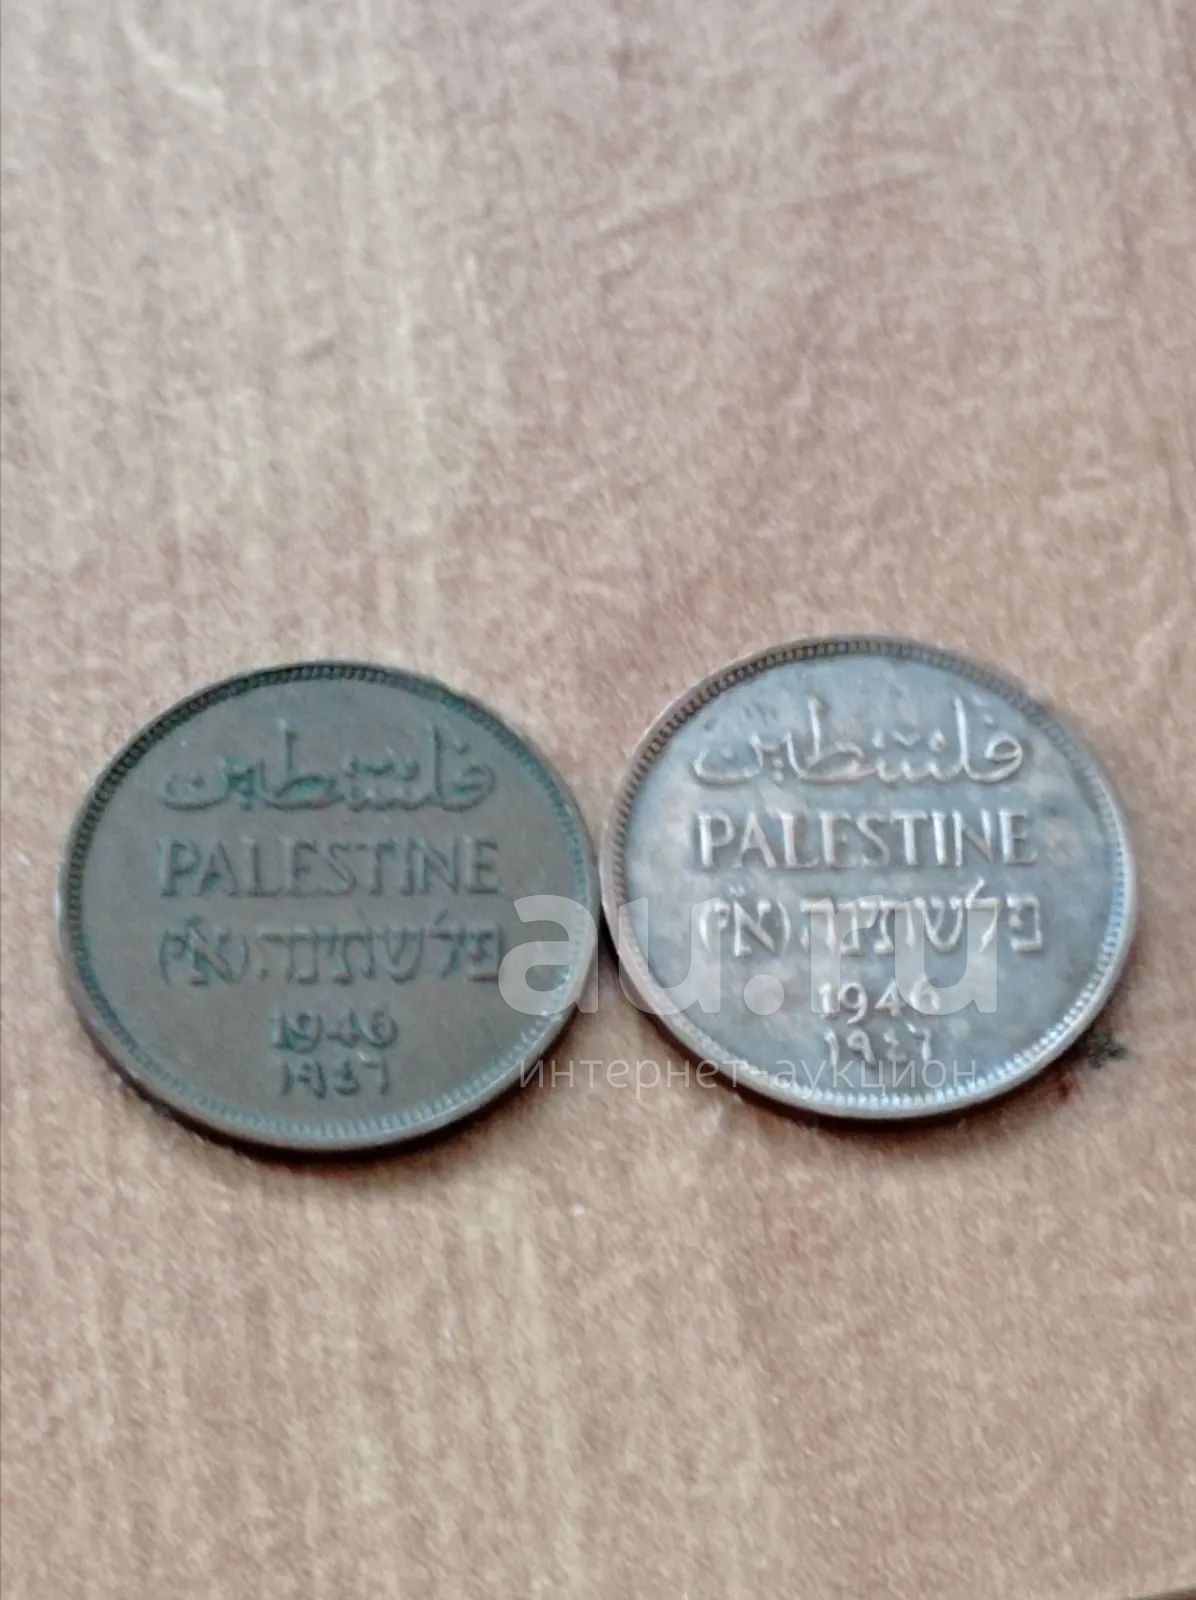 فلسطين
PALESTINE
פלשתינה (א״י)
1946
١٩٤٦
فلسطين
PALESTINE
פלשתינה (א״י)
1946
١٩٤٦
au.ru
интернет-аукцион